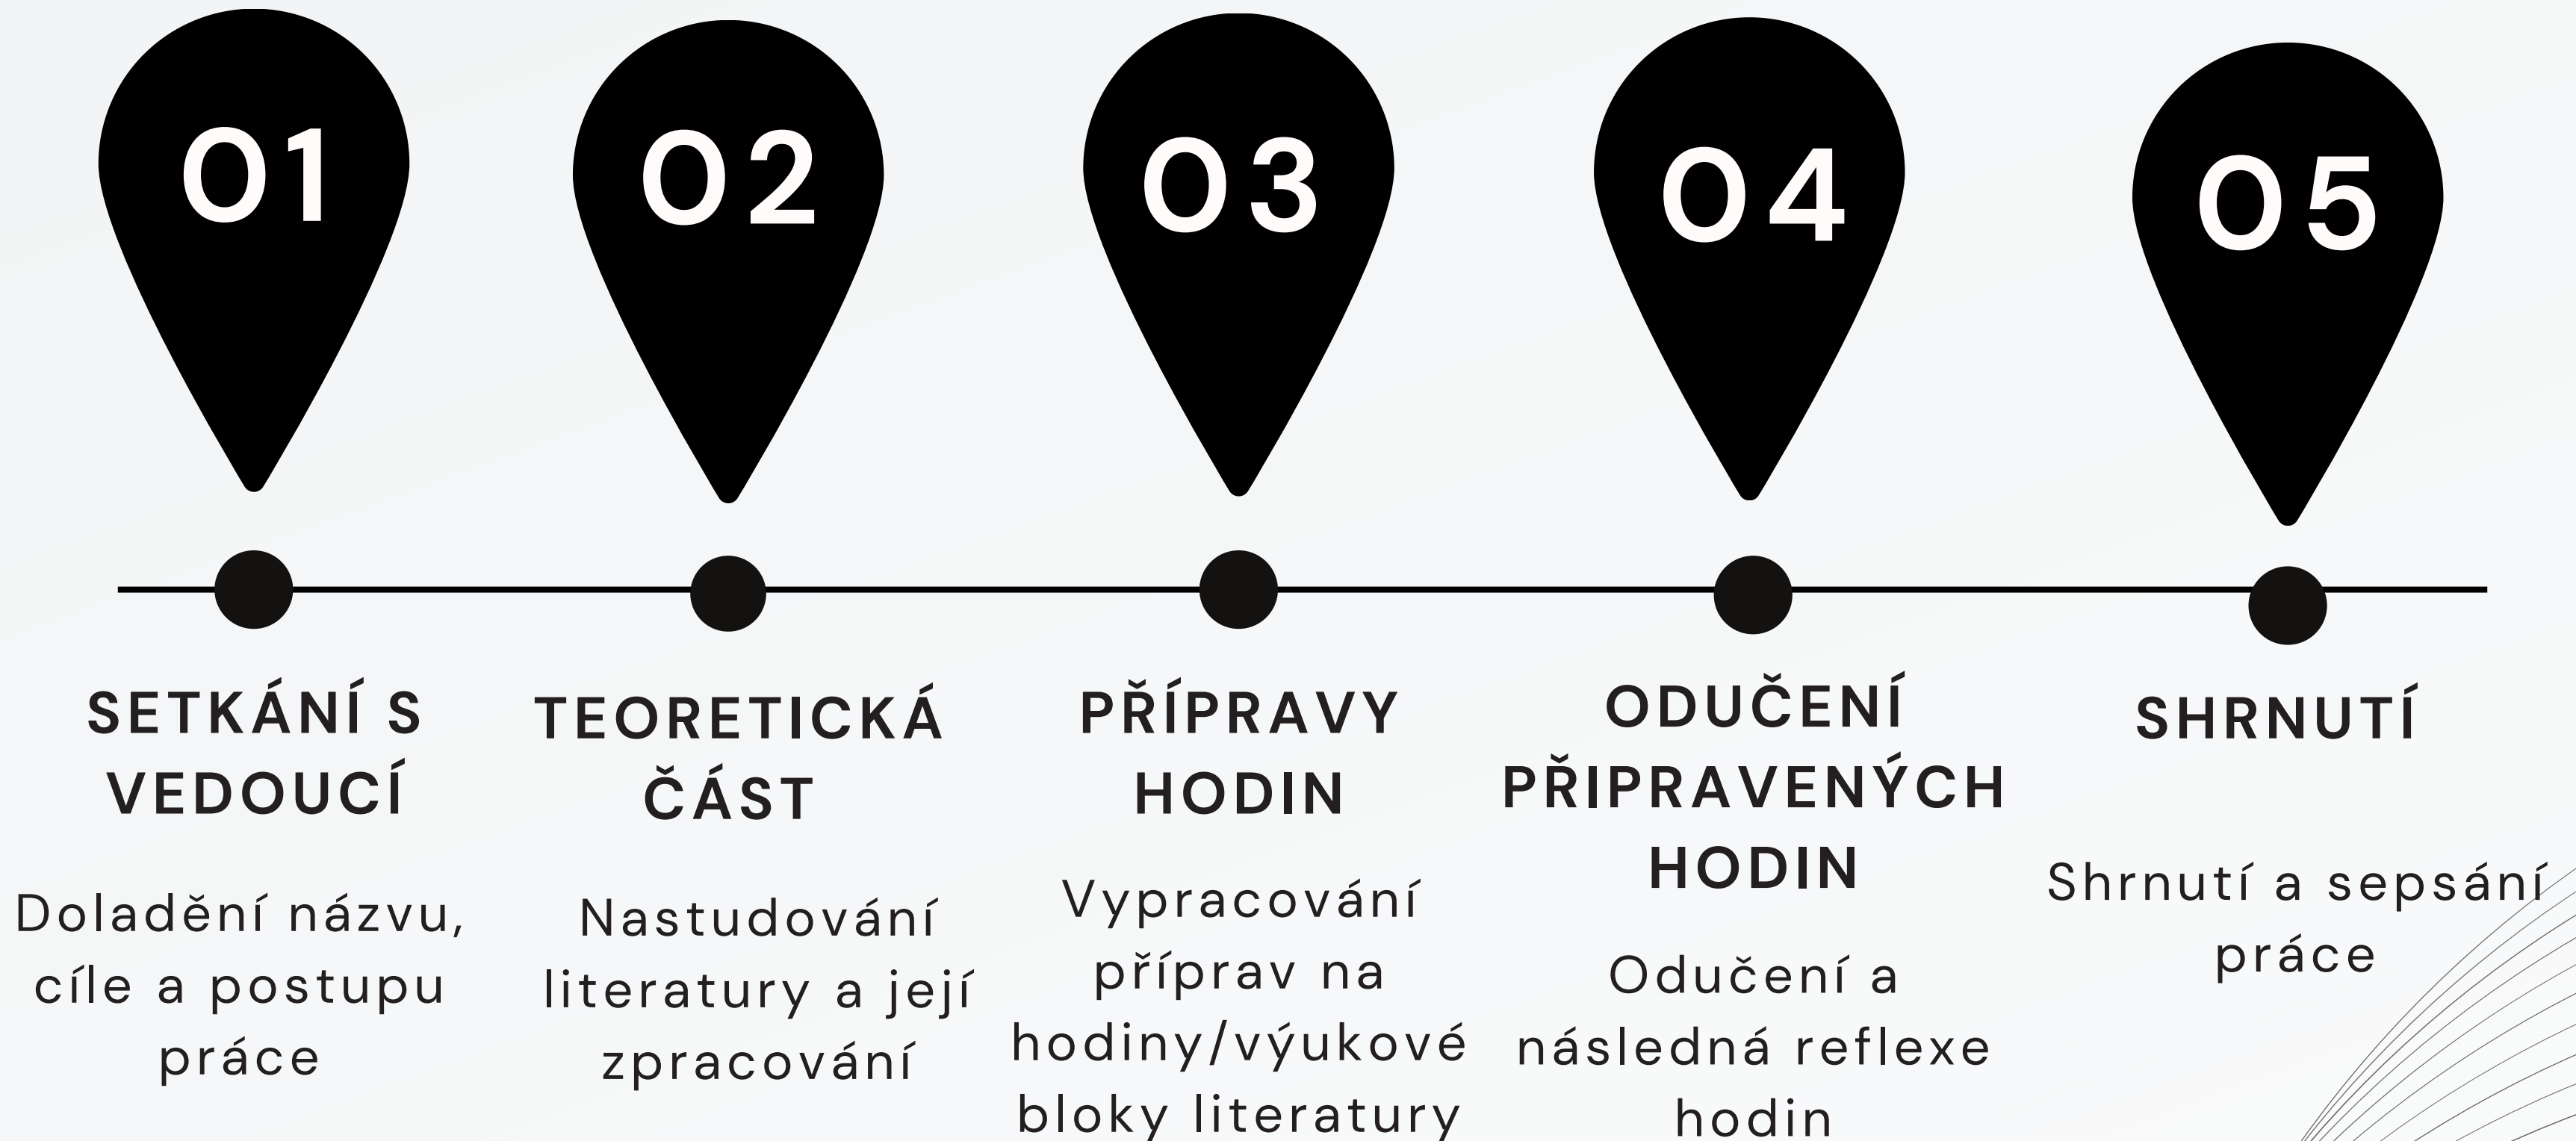 01
02
03
04
05
SETKÁNÍ S
VEDOUCÍ
Doladění názvu,
cíle a postupu
práce
TEORETICKÁ
ČÁST
Nastudování
literatury a její
zpracování
PŘÍPRAVY
HODIN
Vypracování
příprav na
hodiny/výukové
bloky literatury
ODUČENÍ
PŘIPRAVENÝCH
HODIN
Odučení a
následná reflexe
hodin
SHRNUTÍ
Shrnutí a sepsání
práce